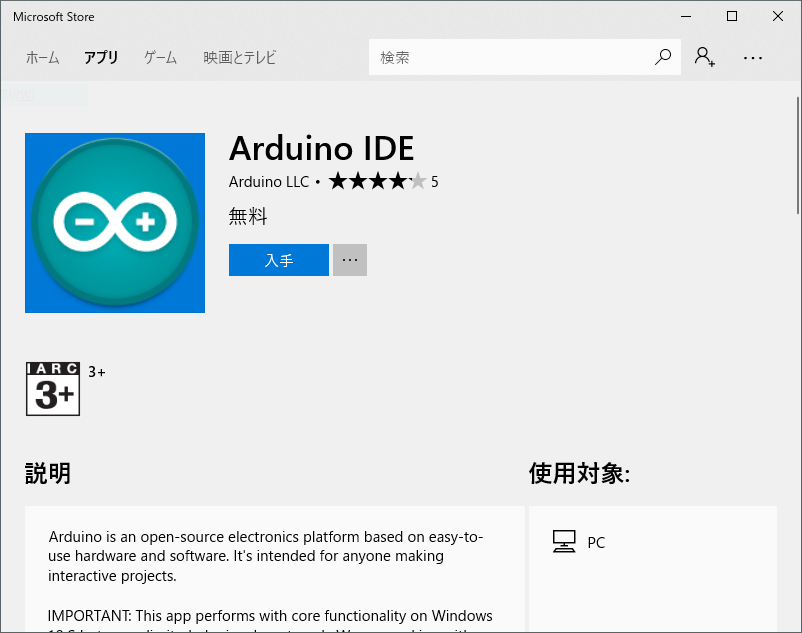 Microsoft Store
ホーム アプリ ゲーム 映画とテレビ 検索
Arduino IDE
Arduino LLC • ★★★★★ 5
無料
入手 ...
IARC
3+ 3+
説明
使用対象:
Arduino is an open-source electronics platform based on easy-to-
use hardware and software. It's intended for anyone making
interactive projects.
PC
IMPORTANT: This app performs with core functionality on Windows